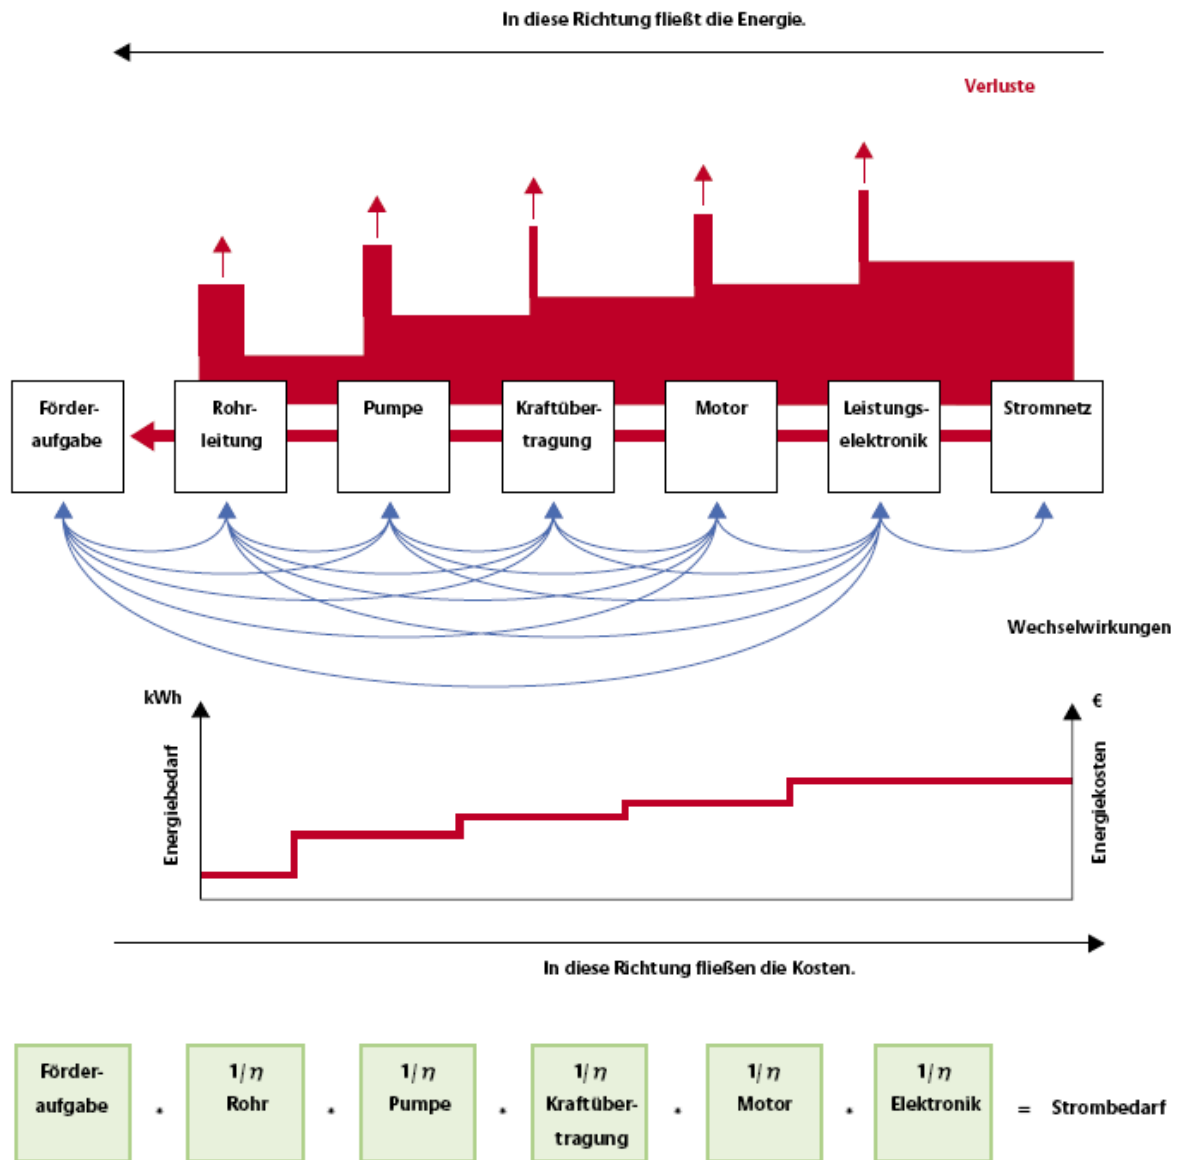 In diese Richtung fließt die Energie.
Verluste
Förder-
aufgabe
Rohr-
leitung
Pumpe
Kraftüber-
tragung
Motor
Leistungs-
elektronik
Stromnetz
Wechselwirkungen
kWh
€
Energiebedarf
Energiekosten
In diese Richtung fließen die Kosten.
Förder-
aufgabe
*
1/η
Rohr
*
1/η
Pumpe
*
1/η
Kraftüber-
tragung
*
1/η
Motor
*
1/η
Elektronik
= Strombedarf